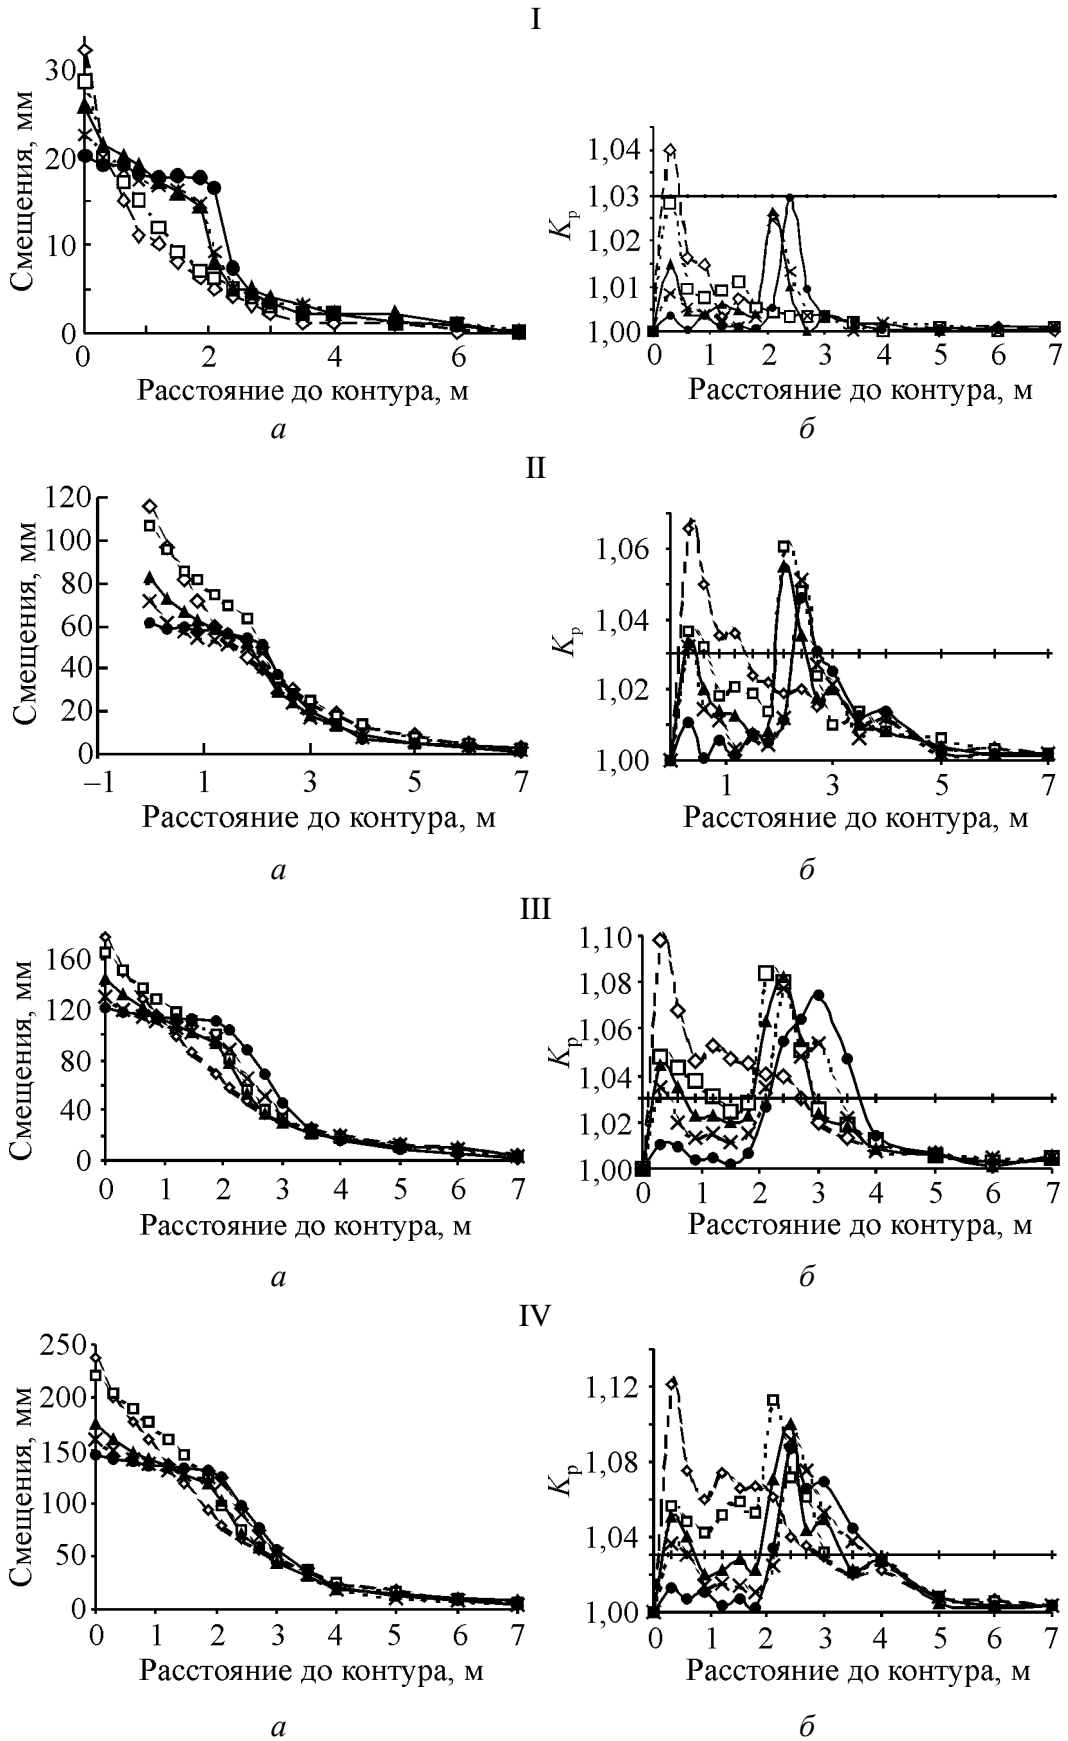 I
Смещения, мм
30
20
10
0
0 2 4 6
Расстояние до контура, м
а
Kр
1,04
1,03
1,02
1,01
1,00
0 1 2 3 4 5 6 7
Расстояние до контура, м
б
II
Смещения, мм
120
100
80
60
40
20
0
–1 1 3 5 7
Расстояние до контура, м
а
Kр
1,06
1,04
1,02
1,00
1 3 5 7
Расстояние до контура, м
б
III
Смещения, мм
160
120
80
40
0
0 1 2 3 4 5 6 7
Расстояние до контура, м
а
Kр
1,10
1,08
1,06
1,04
1,02
1,00
0 1 2 3 4 5 6 7
Расстояние до контура, м
б
IV
Смещения, мм
250
200
150
100
50
0
0 1 2 3 4 5 6 7
Расстояние до контура, м
а
Kр
1,12
1,08
1,04
1,00
0 1 2 3 4 5 6 7
Расстояние до контура, м
б